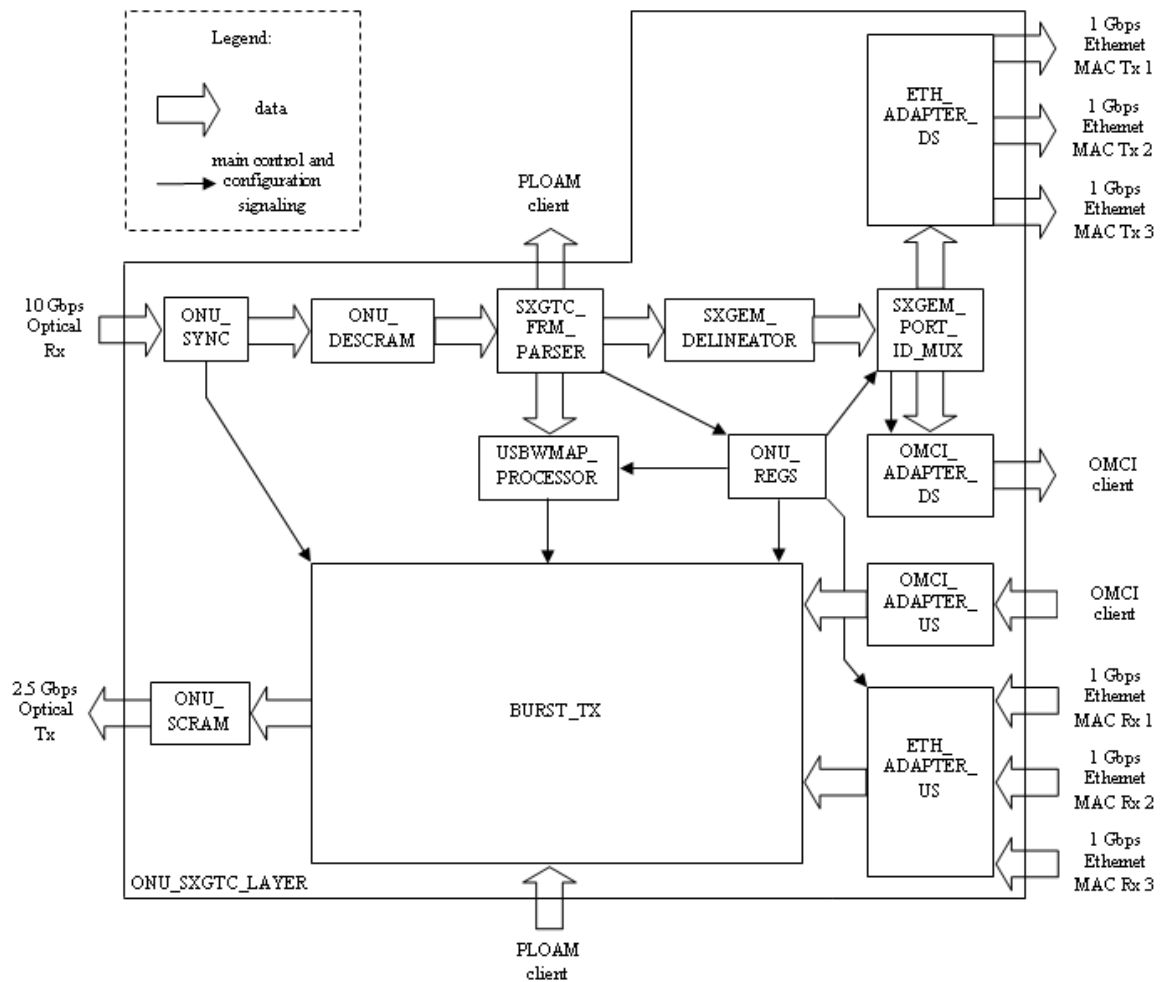 Legend:
data
main control and
configuration
signaling
1 Gbps
Ethernet
MAC Tx 1
ETH_
ADAPTER_
DS
1 Gbps
Ethernet
MAC Tx 2
1 Gbps
Ethernet
MAC Tx 3
PLOAM
client
10 Gbps
Optical
Rx
ONU_
SYNC
ONU_
DESCRAM
SXGTC_
FRM_
PARSER
SXGEM_
DELINEATOR
SXGEM_
PORT_
ID_MUX
USBWMAP_
PROCESSOR
ONU_
REGS
OMCI_
ADAPTER_
DS
OMCI
client
OMCI_
ADAPTER_
US
OMCI
client
2.5 Gbps
Optical
Tx
ONU_
SCRAM
BURST_TX
ETH_
ADAPTER_
US
1 Gbps
Ethernet
MAC Rx 1
1 Gbps
Ethernet
MAC Rx 2
1 Gbps
Ethernet
MAC Rx 3
ONU_SXGTC_LAYER
PLOAM
client